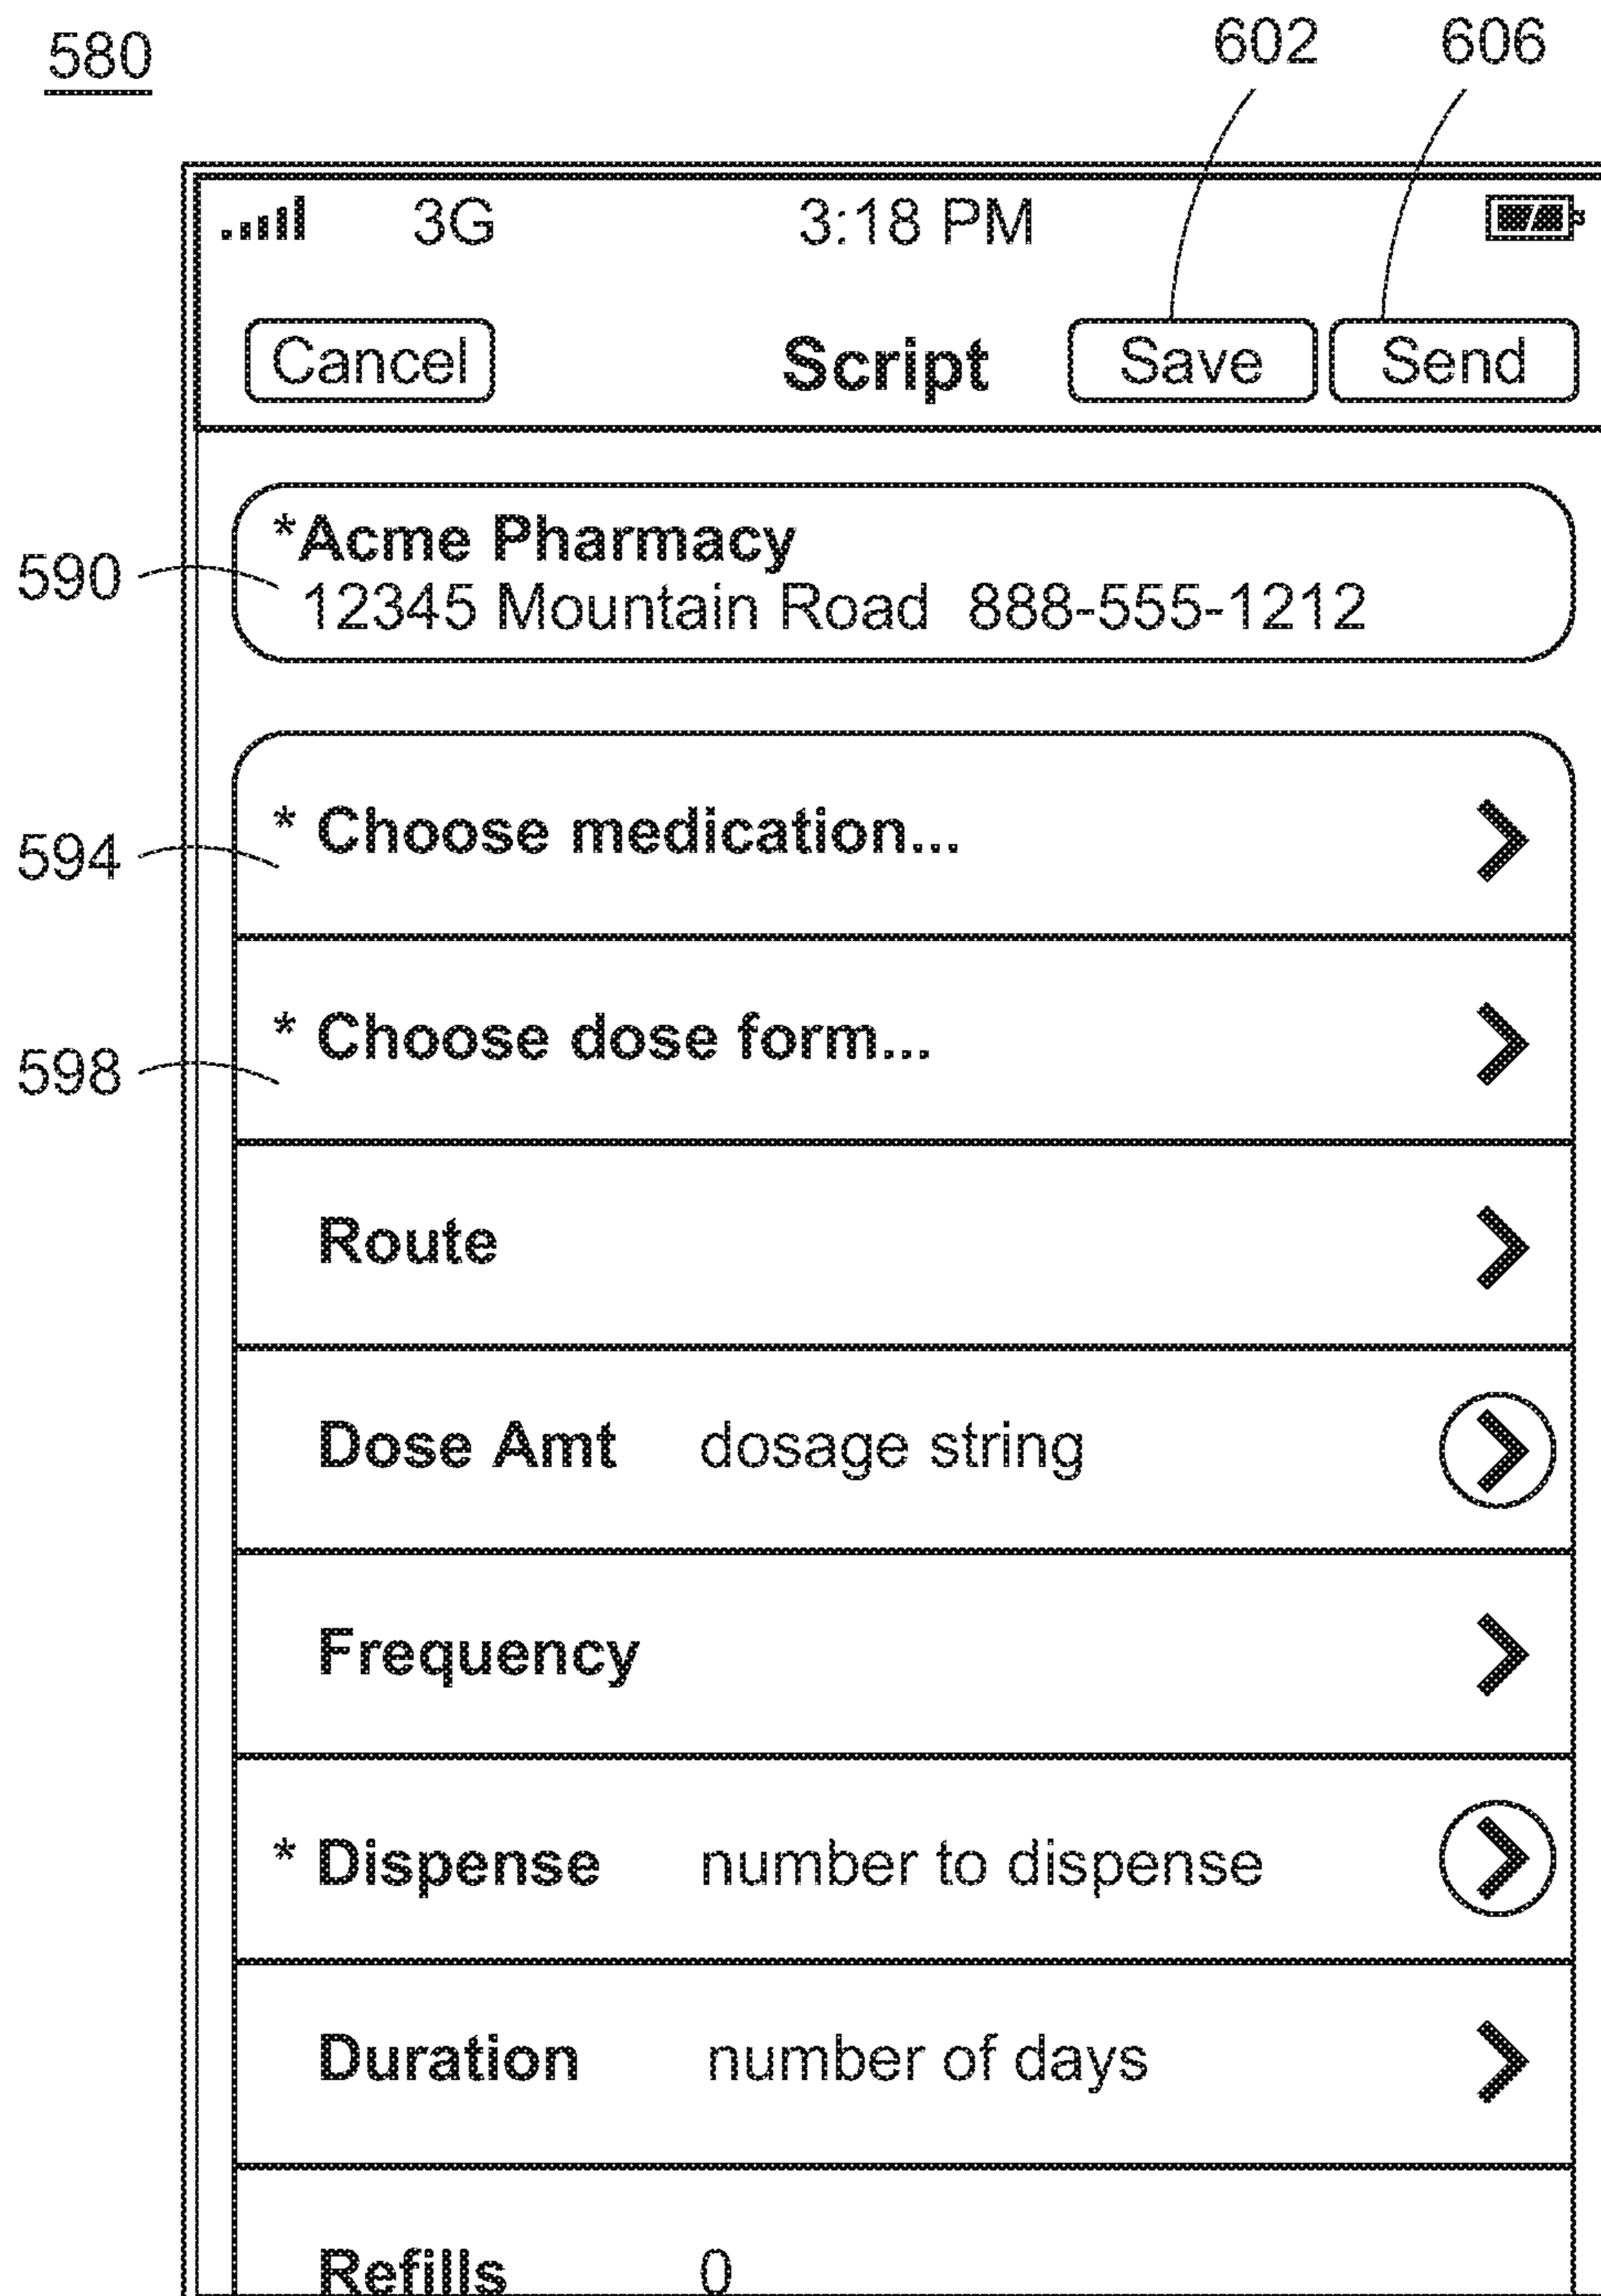 580
602 606
3G 3:18 PM
Cancel Script Save Send
*Acme Pharmacy
590
12345 Mountain Road 888-555-1212
* Choose medication...
594
* Choose dose form...
598
Route
Dose Amt dosage string
Frequency
* Dispense number to dispense
Duration number of days
Refills 0